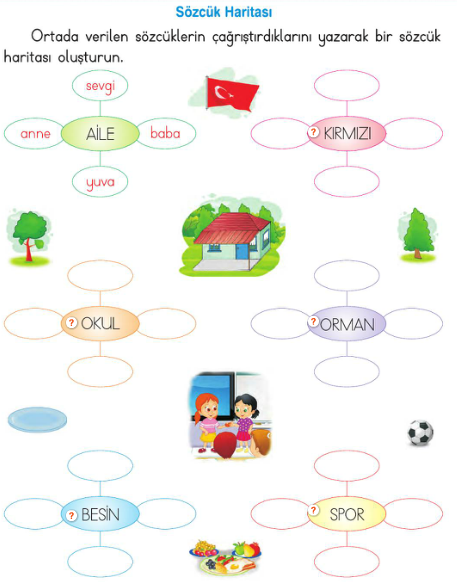 Sözcük Haritası
Ortada verilen sözcüklerin çağrıştırdıklarını yazarak bir sözcük
haritası oluşturun.
sevgi
anne AİLE baba
yuva
? KIRMIZI
? OKUL
? ORMAN
? BESİN
? SPOR